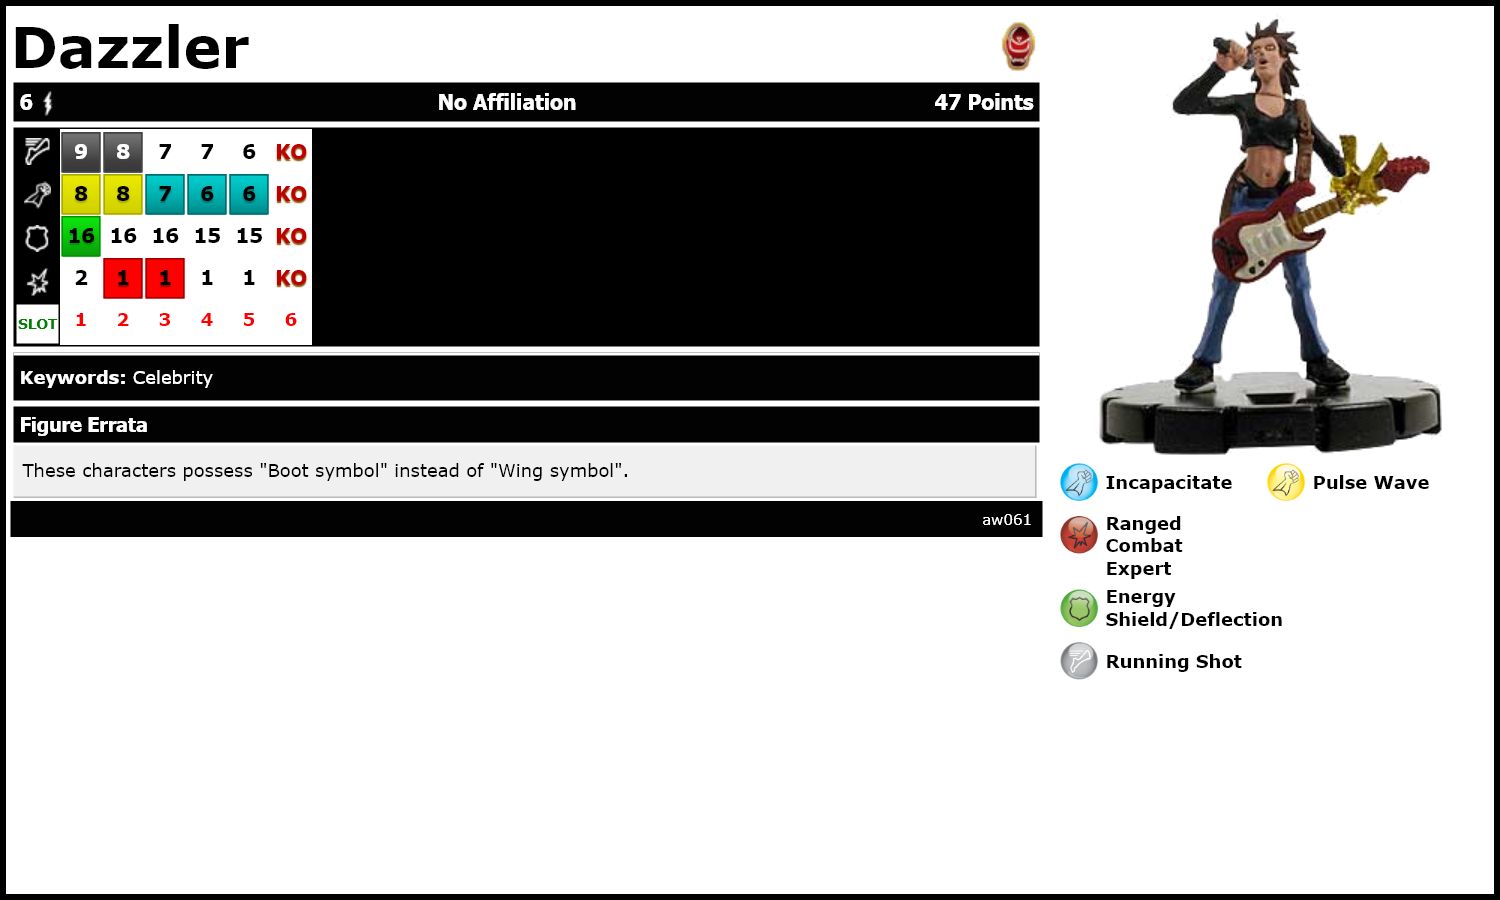 Dazzler
6 No Affiliation 47 Points
9 8 7 7 6 KO
8 8 7 6 6 KO
16 16 16 15 15 KO
2 1 1 1 1 KO
SLOT 1 2 3 4 5 6
Keywords: Celebrity
Figure Errata
These characters possess "Boot symbol" instead of "Wing symbol".
aw061
Incapacitate Pulse Wave
Ranged
Combat
Expert
Energy
Shield/Deflection
Running Shot